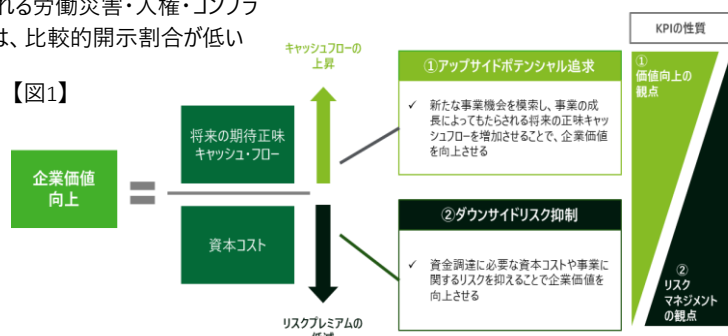 れる労働災害・人権・コンプラ
は、比較的開示割合が低い
【図1】
企業価値
向上
将来の期待正味
キャッシュ・フロー
資本コスト
キャッシュフローの
上昇
リスクプレミアムの
①アップサイドポテンシャル追求
✓ 新たな事業機会を模索し、事業の成
長によってもたらされる将来の正味キャッ
シュフローを増加させることで、企業価値
を向上させる
②ダウンサイドリスク抑制
✓ 資金調達に必要な資本コストや事業に
関するリスクを抑えることで企業価値を
向上させる
KPIの性質
①
価値向上の
観点
②
リスク
マネジメント
の観点